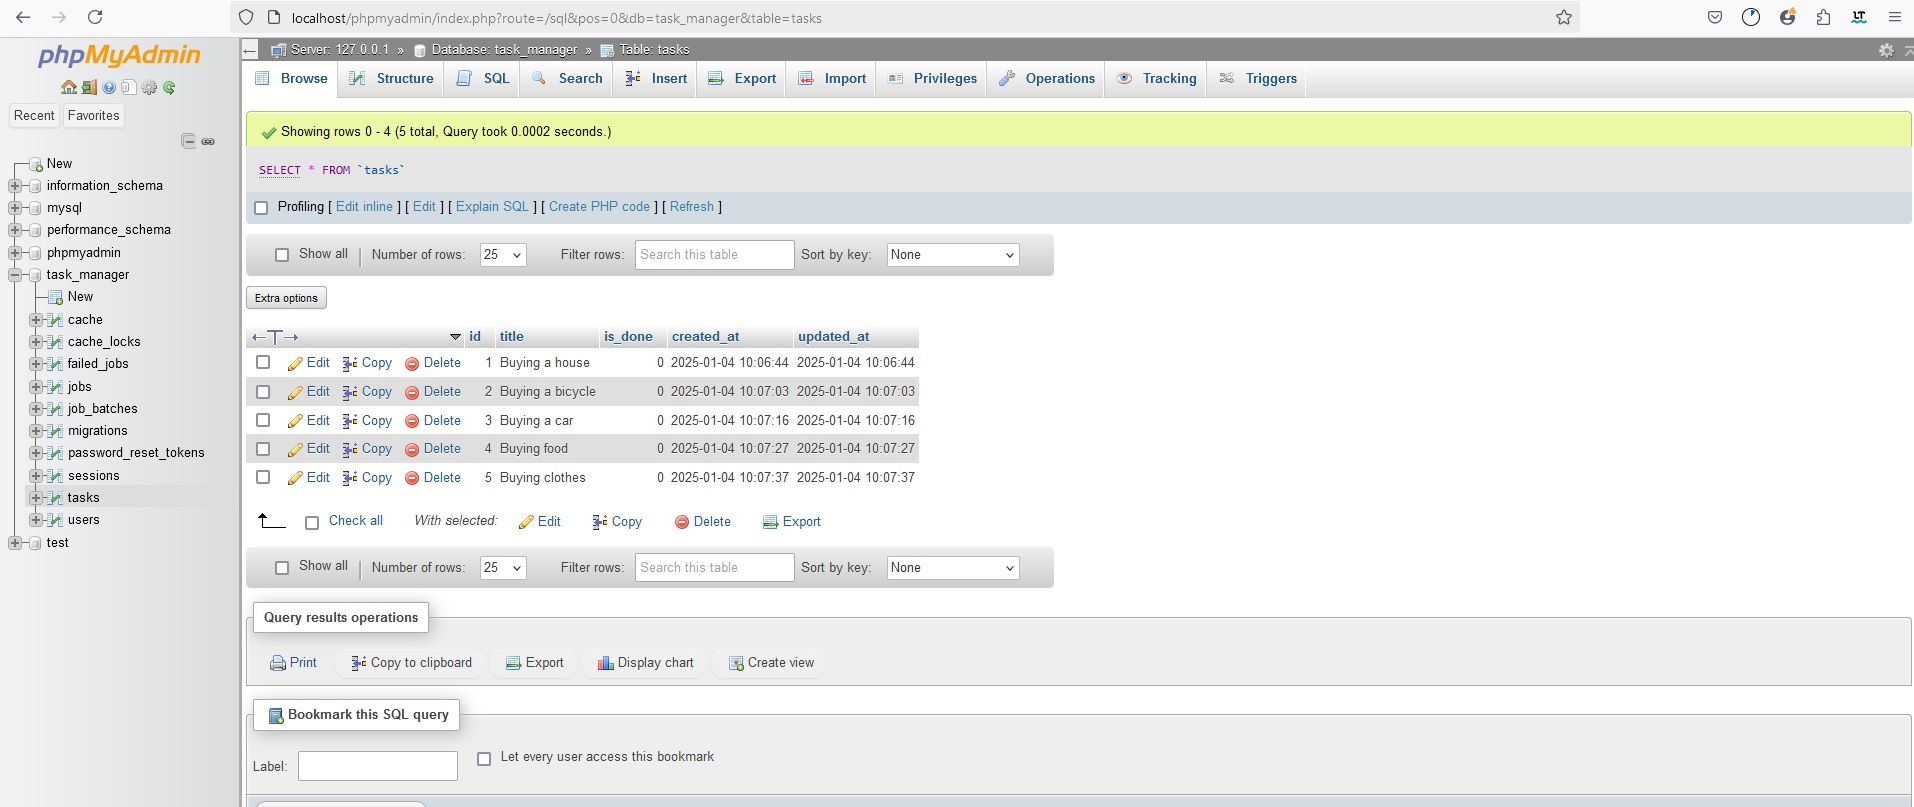 localhost/phpmyadmin/index.php?route=/sql&pos=0&db=task_manager&table=tasks
phpMyAdmin
Recent Favorites
New
information_schema
mysql
performance_schema
phpmyadmin
task_manager
New
cache
cache_locks
failed_jobs
jobs
job_batches
migrations
password_reset_tokens
sessions
tasks
users
test
Server: 127.0.0.1 » Database: task_manager » Table: tasks
Browse Structure SQL Search Insert Export Import Privileges Operations Tracking Triggers
Showing rows 0 - 4 (5 total, Query took 0.0002 seconds.)
SELECT * FROM `tasks`
Profiling [ Edit inline ] [ Edit ] [ Explain SQL ] [ Create PHP code ] [ Refresh ]
Show all Number of rows: 25 Filter rows: Search this table Sort by key: None
Extra options
id title is_done created_at updated_at
Edit Copy Delete 1 Buying a house 0 2025-01-04 10:06:44 2025-01-04 10:06:44
Edit Copy Delete 2 Buying a bicycle 0 2025-01-04 10:07:03 2025-01-04 10:07:03
Edit Copy Delete 3 Buying a car 0 2025-01-04 10:07:16 2025-01-04 10:07:16
Edit Copy Delete 4 Buying food 0 2025-01-04 10:07:27 2025-01-04 10:07:27
Edit Copy Delete 5 Buying clothes 0 2025-01-04 10:07:37 2025-01-04 10:07:37
Check all With selected: Edit Copy Delete Export
Show all Number of rows: 25 Filter rows: Search this table Sort by key: None
Query results operations
Print Copy to clipboard Export Display chart Create view
Bookmark this SQL query
Label: Let every user access this bookmark